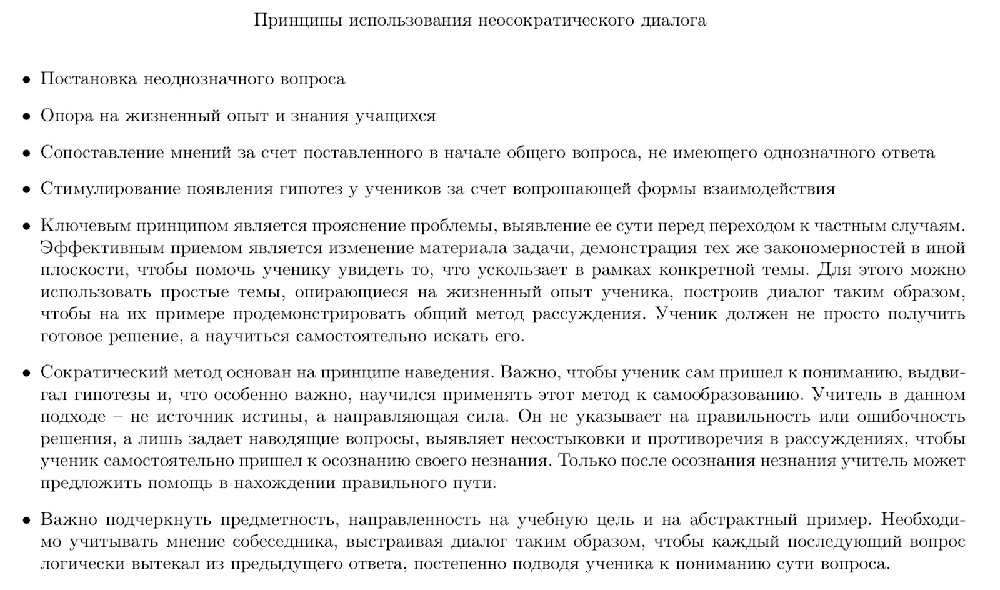 Принципы использования неосократического диалога
• Постановка неоднозначного вопроса
• Опора на жизненный опыт и знания учащихся
• Сопоставление мнений за счет поставленного в начале общего вопроса, не имеющего однозначного ответа
• Стимулирование появления гипотез у учеников за счет вопрошающей формы взаимодействия
• Ключевым принципом является прояснение проблемы, выявление ее сути перед переходом к частным случаям.
Эффективным приемом является изменение материала задачи, демонстрация тех же закономерностей в иной
плоскости, чтобы помочь ученику увидеть то, что ускользает в рамках конкретной темы. Для этого можно
использовать простые темы, опирающиеся на жизненный опыт ученика, построив диалог таким образом,
чтобы на их примере продемонстрировать общий метод рассуждения. Ученик должен не просто получить
готовое решение, а научиться самостоятельно искать его.
• Сократический метод основан на принципе наведения. Важно, чтобы ученик сам пришел к пониманию, выдви-
гал гипотезы и, что особенно важно, научился применять этот метод к самообразованию. Учитель в данном
подходе – не источник истины, а направляющая сила. Он не указывает на правильность или ошибочность
решения, а лишь задает наводящие вопросы, выявляет несостыковки и противоречия в рассуждениях, чтобы
ученик самостоятельно пришел к осознанию своего незнания. Только после осознания незнания учитель может
предложить помощь в нахождении правильного пути.
• Важно подчеркнуть предметность, направленность на учебную цель и на абстрактный пример. Необходи-
мо учитывать мнение собеседника, выстраивая диалог таким образом, чтобы каждый последующий вопрос
логически вытекал из предыдущего ответа, постепенно подводя ученика к пониманию сути вопроса.